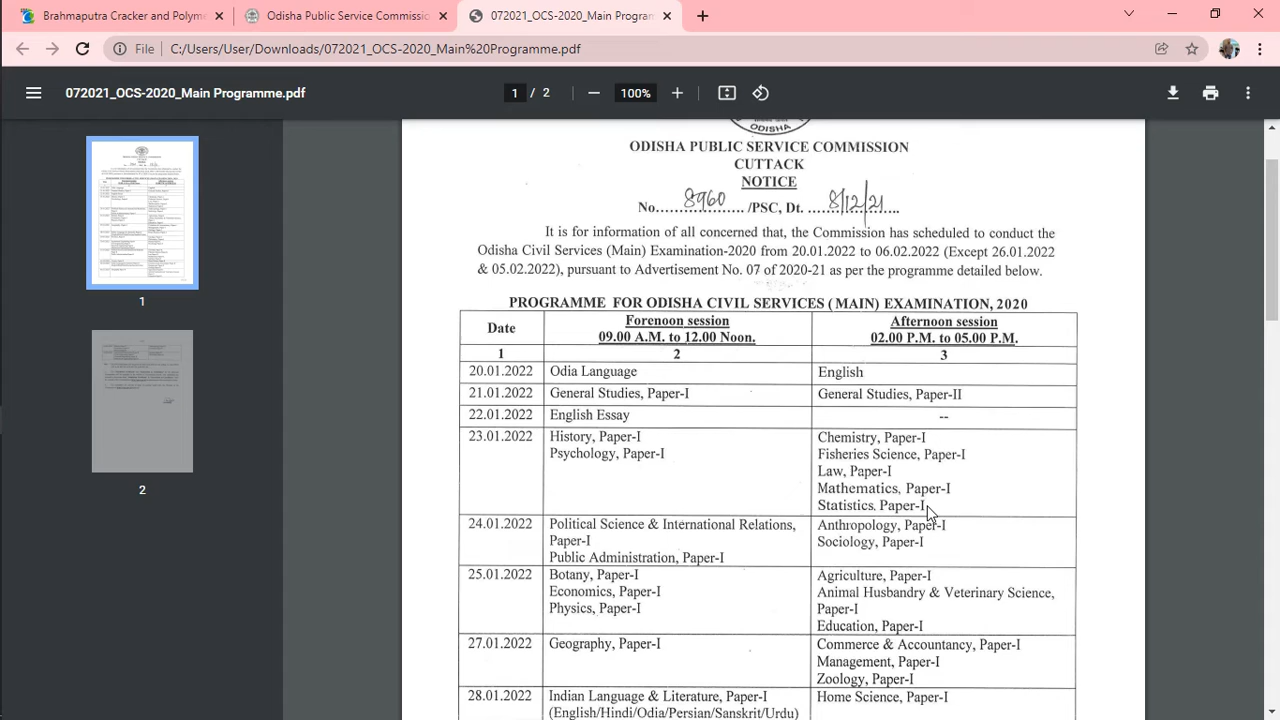 Brahmaputra Cracker and Polyme
Odisha Public Service Commissio
072021_OCS-2020_Main Program
File
C:/Users/User/Downloads/072021_OCS-2020_Main%20Programme.pdf
072021_OCS-2020_Main Programme.pdf
1 / 2
100%
1
2
ODISHA
ODISHA PUBLIC SERVICE COMMISSION
CUTTACK
NOTICE
No. 8960 /PSC, Dt. 8/12/21
It is for information of all concerned that, the Commission has scheduled to conduct the
Odisha Civil Services (Main) Examination-2020 from 20.01.2022 to 06.02.2022 (Except 26.01.2022
& 05.02.2022), pursuant to Advertisement No. 07 of 2020-21 as per the programme detailed below.
PROGRAMME FOR ODISHA CIVIL SERVICES ( MAIN) EXAMINATION, 2020
Date
Forenoon session
09.00 A.M. to 12.00 Noon.
Afternoon session
02.00 P.M. to 05.00 P.M.
1 2 3
20.01.2022 Odia Language English
21.01.2022 General Studies, Paper-I General Studies, Paper-II
22.01.2022 English Essay --
23.01.2022 History, Paper-I Chemistry, Paper-I
Psychology, Paper-I Fisheries Science, Paper-I
Law, Paper-I
Mathematics, Paper-I
Statistics, Paper-I
24.01.2022 Political Science & International Relations, Anthropology, Paper-I
Paper-I Sociology, Paper-I
Public Administration, Paper-I
25.01.2022 Botany, Paper-I Agriculture, Paper-I
Economics, Paper-I Animal Husbandry & Veterinary Science,
Physics, Paper-I Paper-I
Education, Paper-I
27.01.2022 Geography, Paper-I Commerce & Accountancy, Paper-I
Management, Paper-I
Zoology, Paper-I
28.01.2022 Indian Language & Literature, Paper-I Home Science, Paper-I
(English/Hindi/Odia/Persian/Sanskrit/Urdu)